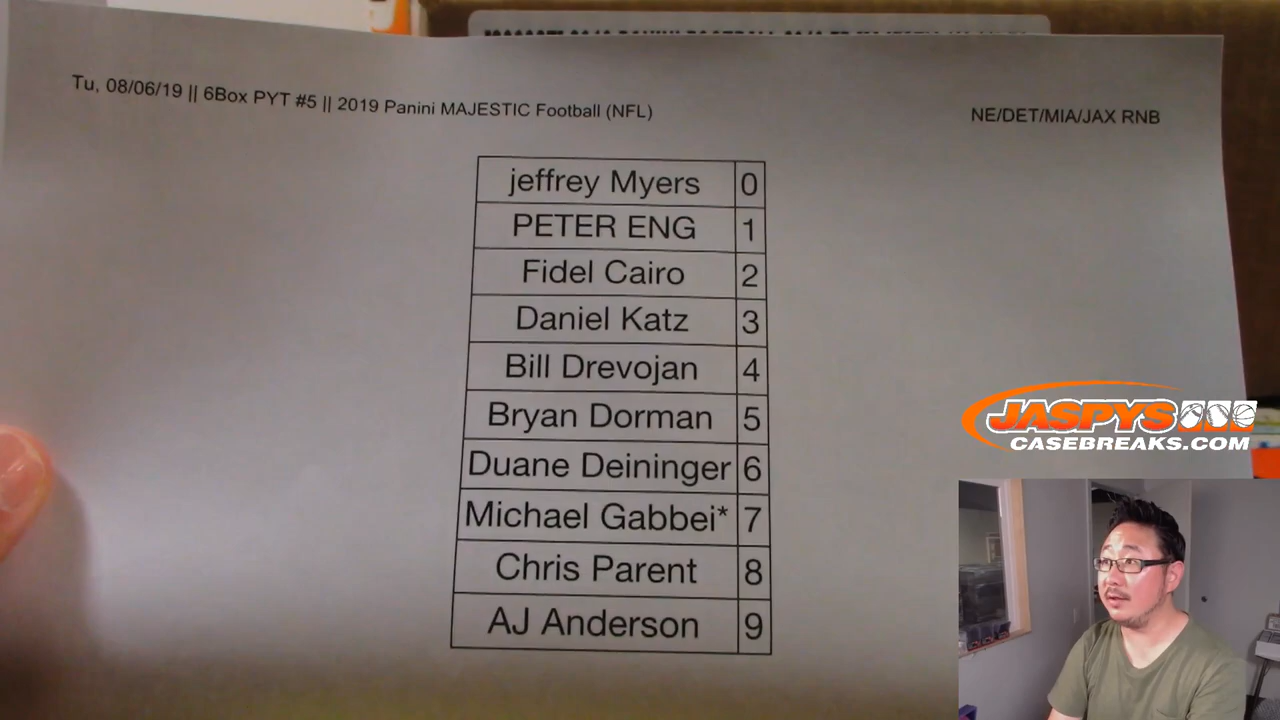 Tu, 08/06/19 || 6Box PYT #5 || 2019 Panini MAJESTIC Football (NFL)
NE/DET/MIA/JAX RNB
jeffrey Myers 0
PETER ENG 1
Fidel Cairo 2
Daniel Katz 3
Bill Drevojan 4
Bryan Dorman 5
Duane Deininger 6
Michael Gabbei* 7
Chris Parent 8
AJ Anderson 9
JASPYS
CASEBREAKS.COM